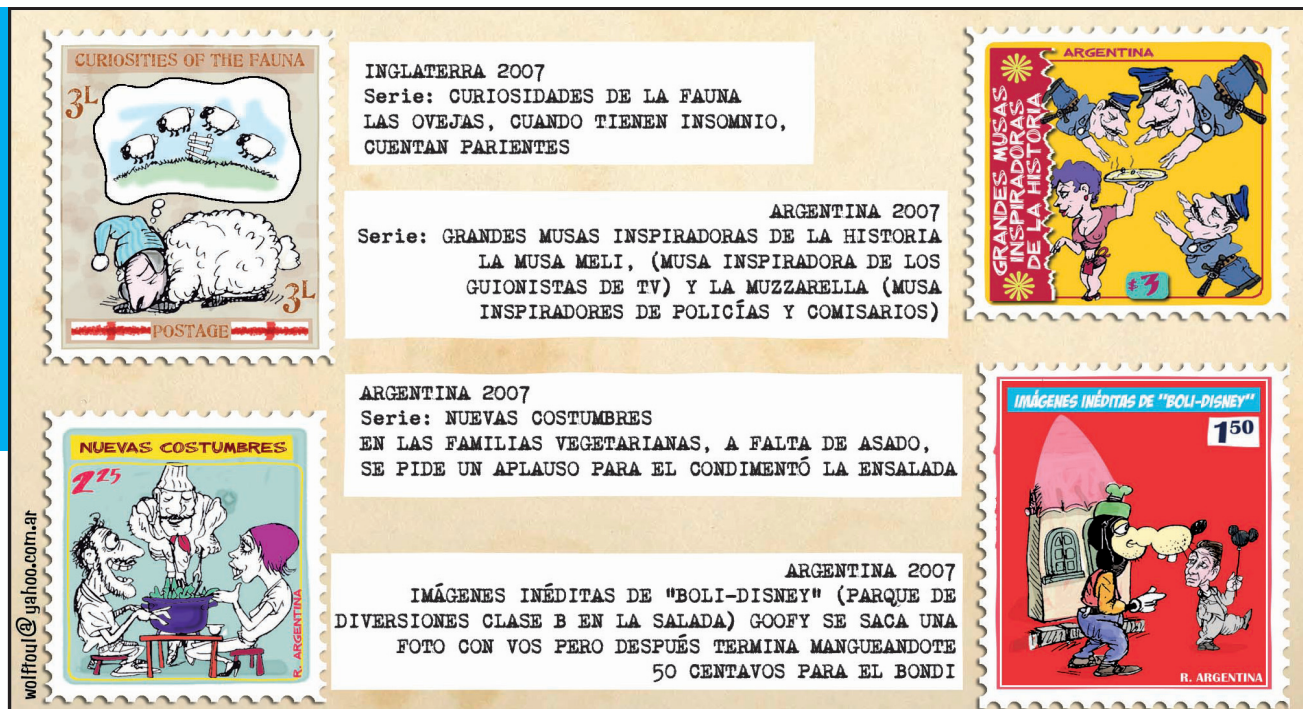 CURIOSITIES OF THE FAUNA
3L
3L
POSTAGE
INGLATERRA 2007
Serie: CURIOSIDADES DE LA FAUNA
LAS OVEJAS, CUANDO TIENEN INSOMNIO,
CUENTAN PARIENTES
ARGENTINA
GRANDES MUSAS
INSPIRADORAS
DE LA HISTORIA
$3
ARGENTINA 2007
Serie: GRANDES MUSAS INSPIRADORAS DE LA HISTORIA
LA MUSA MELI, (MUSA INSPIRADORA DE LOS
GUIONISTAS DE TV) Y LA MUZZARELLA (MUSA
INSPIRADORES DE POLICÍAS Y COMISARIOS)
NUEVAS COSTUMBRES
2 25
R. ARGENTINA
ARGENTINA 2007
Serie: NUEVAS COSTUMBRES
EN LAS FAMILIAS VEGETARIANAS, A FALTA DE ASADO,
SE PIDE UN APLAUSO PARA EL CONDIMENTÓ LA ENSALADA
IMÁGENES INÉDITAS DE "BOLI-DISNEY"
1 50
R. ARGENTINA
ARGENTINA 2007
IMÁGENES INÉDITAS DE "BOLI-DISNEY" (PARQUE DE
DIVERSIONES CLASE B EN LA SALADA) GOOFY SE SACA UNA
FOTO CON VOS PERO DESPUÉS TERMINA MANGUEANDOTE
50 CENTAVOS PARA EL BONDI
wolftoyl@yahoo.com.ar